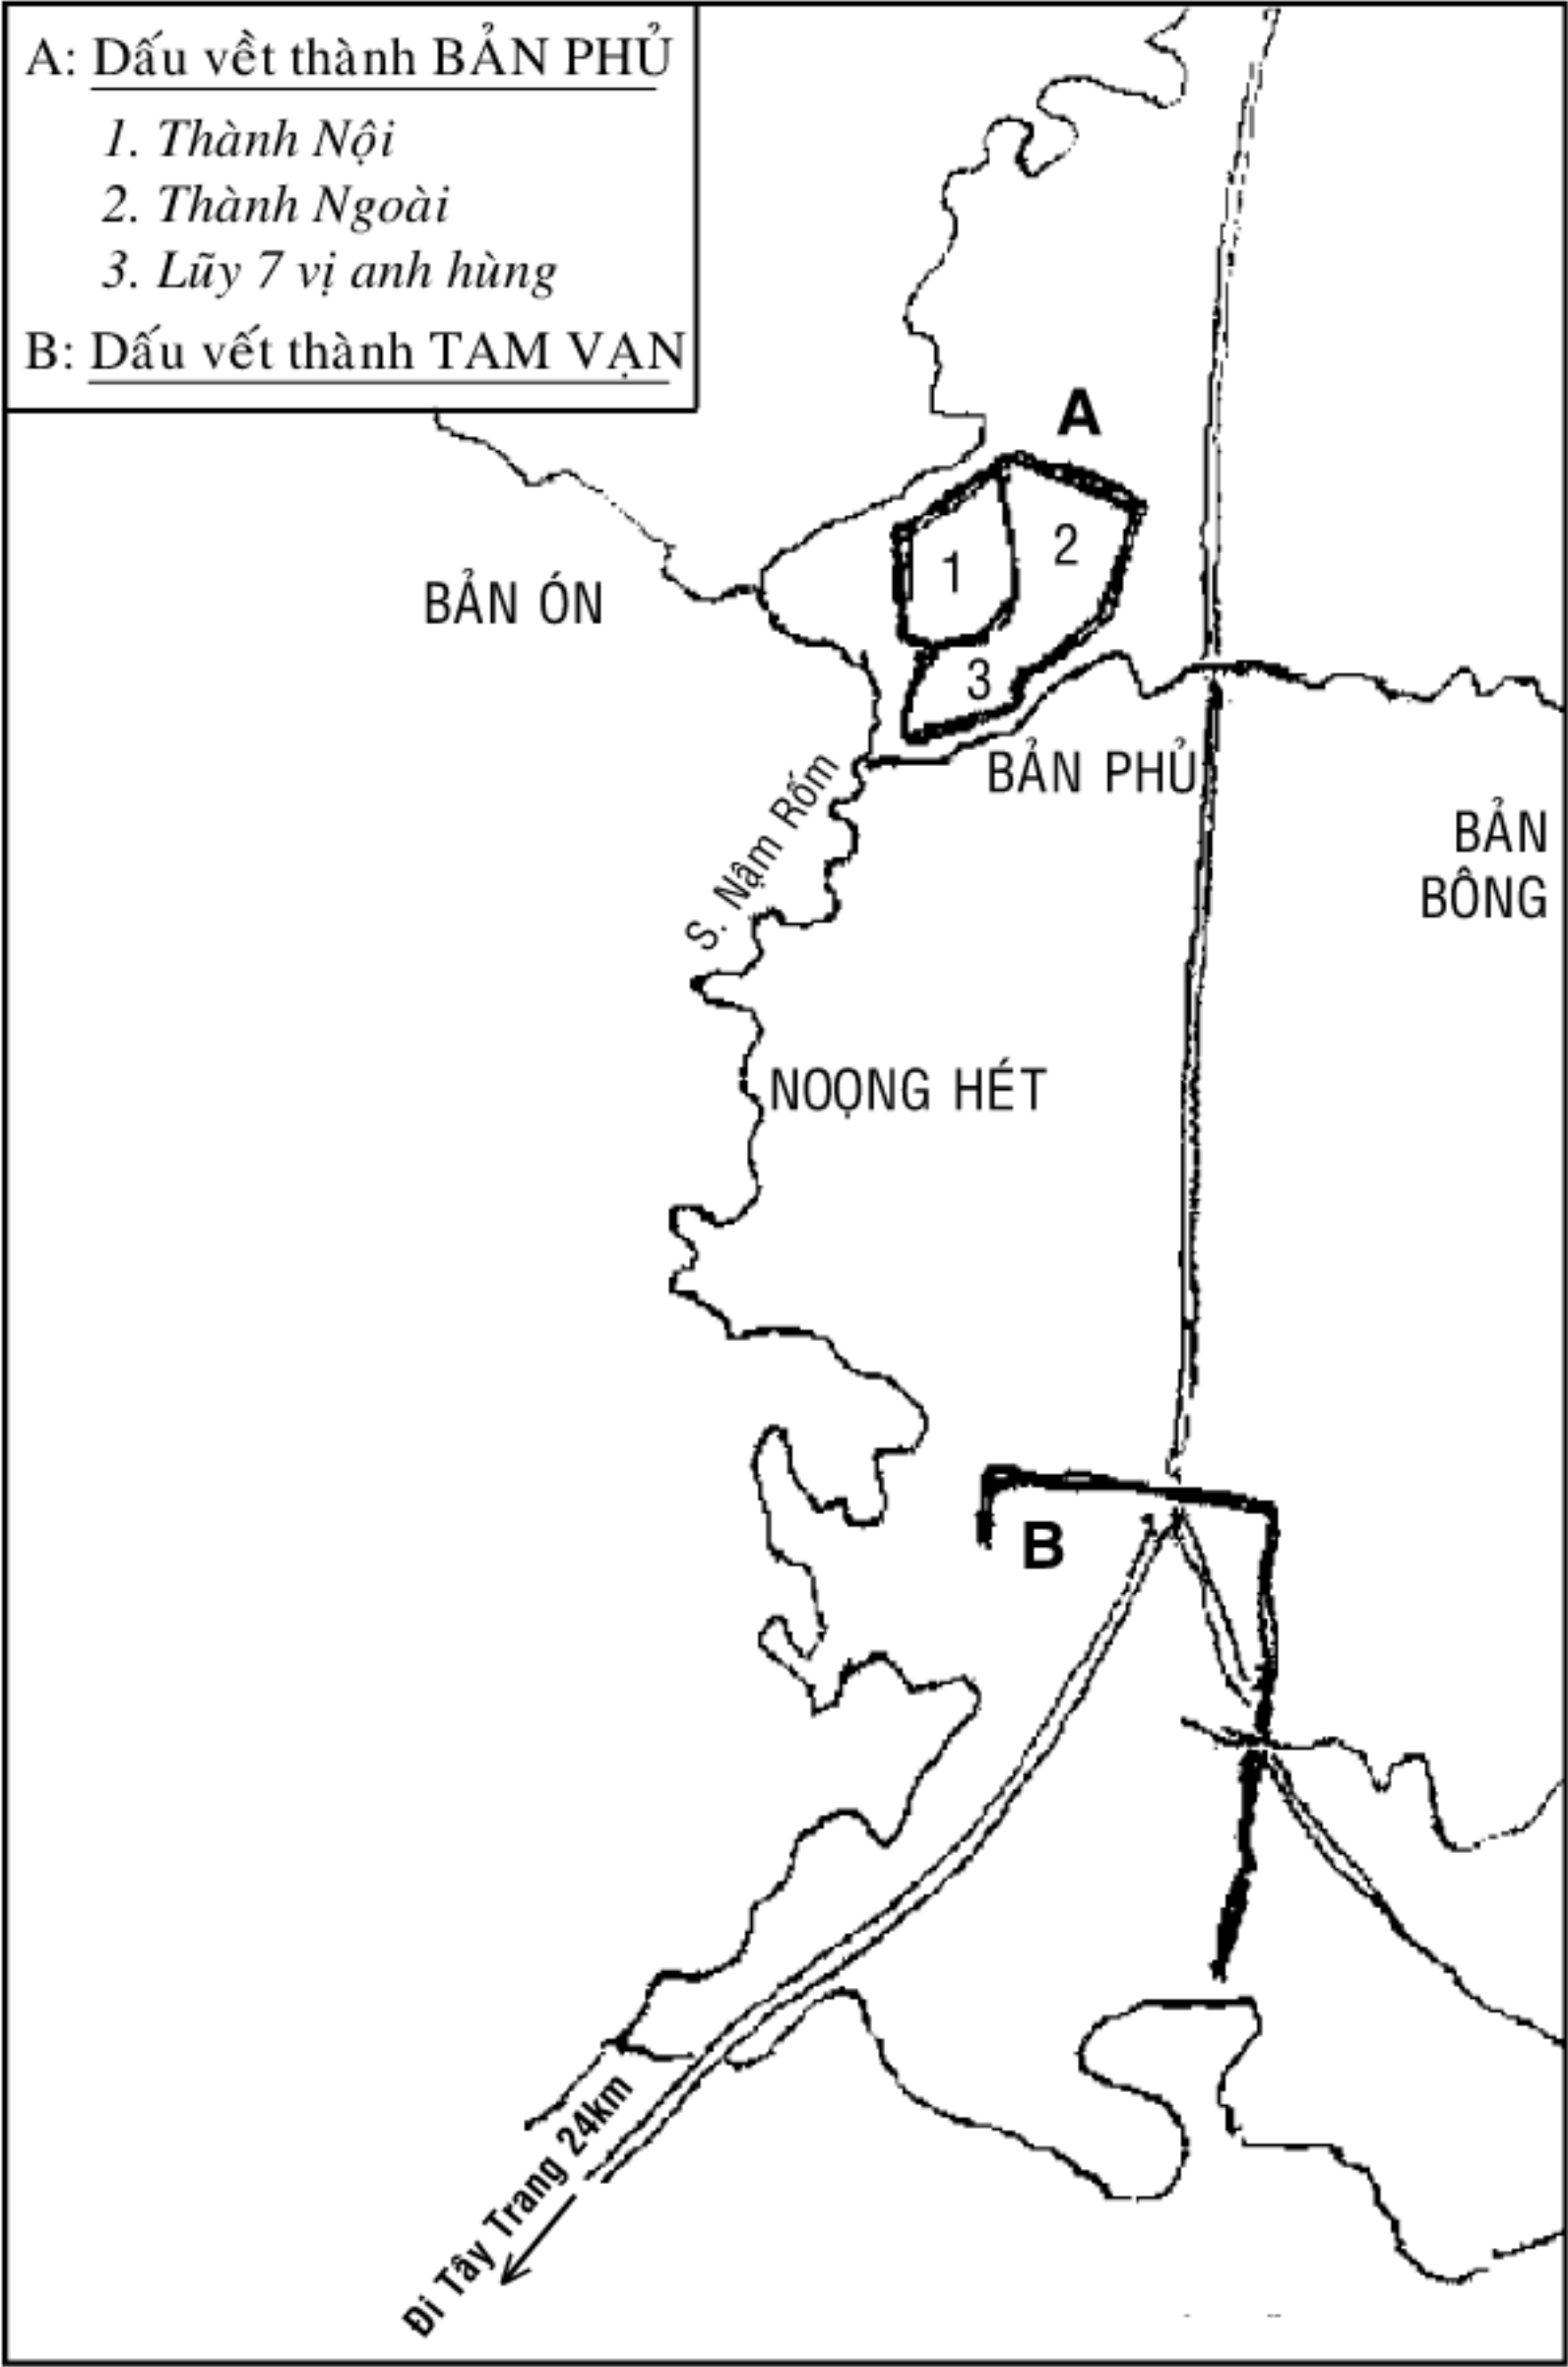 A: Dấu vềt thành BẢN PHỦ
1. Thành Nội
2. Thành Ngoài
3. Lũy 7 vị anh hùng
B: Dấu vết thành TAM VẠN
A
1
2
3
BẢN ÓN
BẢN PHỦ
S. Nậm Rốm
BẢN
BÔNG
NOỌNG HÉT
B
Đi Tây Trang 24km